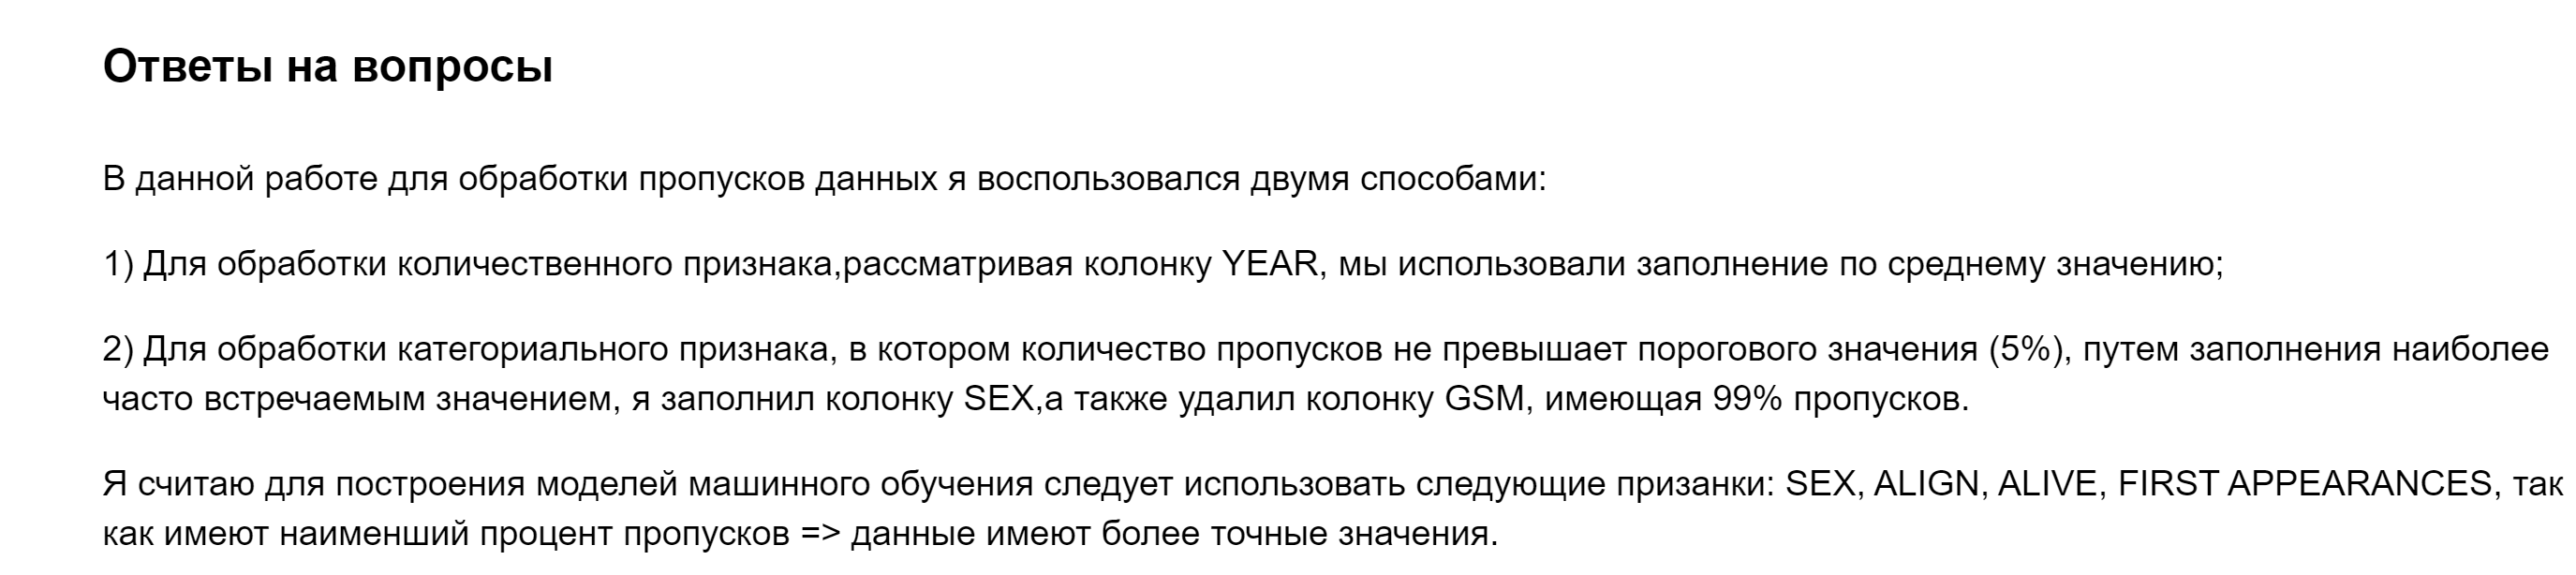 Ответы на вопросы
В данной работе для обработки пропусков данных я воспользовался двумя способами:
1) Для обработки количественного признака,рассматривая колонку YEAR, мы использовали заполнение по среднему значению;
2) Для обработки категориального признака, в котором количество пропусков не превышает порогового значения (5%), путем заполнения наиболее
часто встречаемым значением, я заполнил колонку SEX,а также удалил колонку GSM, имеющая 99% пропусков.
Я считаю для построения моделей машинного обучения следует использовать следующие призанки: SEX, ALIGN, ALIVE, FIRST APPEARANCES, так
как имеют наименший процент пропусков => данные имеют более точные значения.